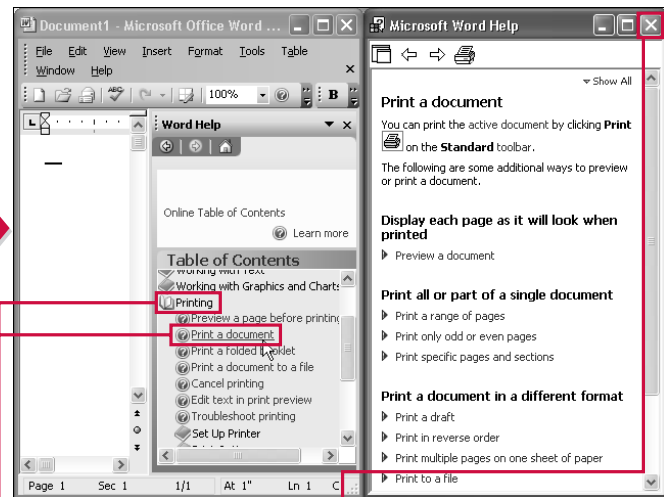 Document1 - Microsoft Office Word ...
File Edit View Insert Format Tools Table
Window Help
ABC
100%
B
Word Help
Online Table of Contents
Learn more
Table of Contents
Working with Text
Working with Graphics and Charts
Printing
Preview a page before printing
Print a document
Print a folded booklet
Print a document to a file
Cancel printing
Edit text in print preview
Troubleshoot printing
Set Up Printer
Page 1 Sec 1 1/1 At 1" Ln 1 C
Microsoft Word Help
Show All
Print a document
You can print the active document by clicking Print
on the Standard toolbar.
The following are some additional ways to preview
or print a document.
Display each page as it will look when
printed
Preview a document
Print all or part of a single document
Print a range of pages
Print only odd or even pages
Print specific pages and sections
Print a document in a different format
Print a draft
Print in reverse order
Print multiple pages on one sheet of paper
Print to a file